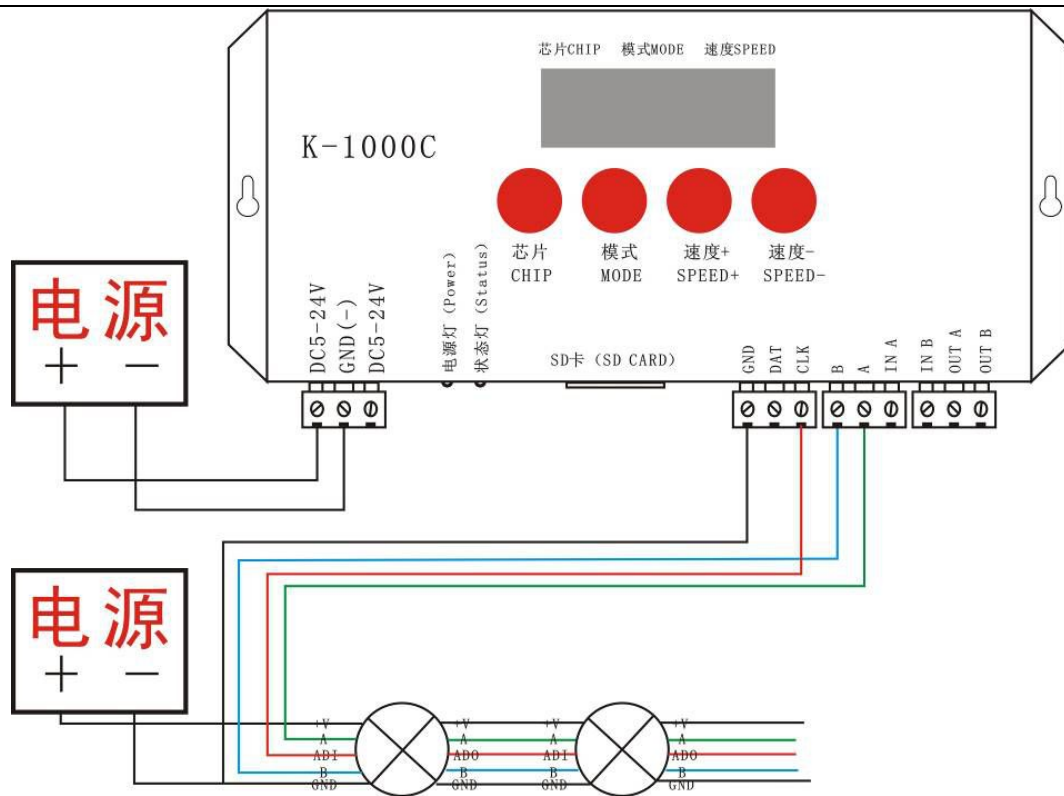 芯片CHIP 模式MODE 速度SPEED
K-1000C
芯片
CHIP
模式
MODE
速度+
SPEED+
速度-
SPEED-
电源
+ -
DC5-24V
GND(-)
DC5-24V
电源灯 (Power)
状态灯 (Status)
SD卡 (SD CARD)
GND
DAT
CLK
B
A
IN A
IN B
OUT A
OUT B
电源
+ -
+V +V +V +V
A A A A
ADI ADO ADI ADO
B B B B
GND GND GND GND